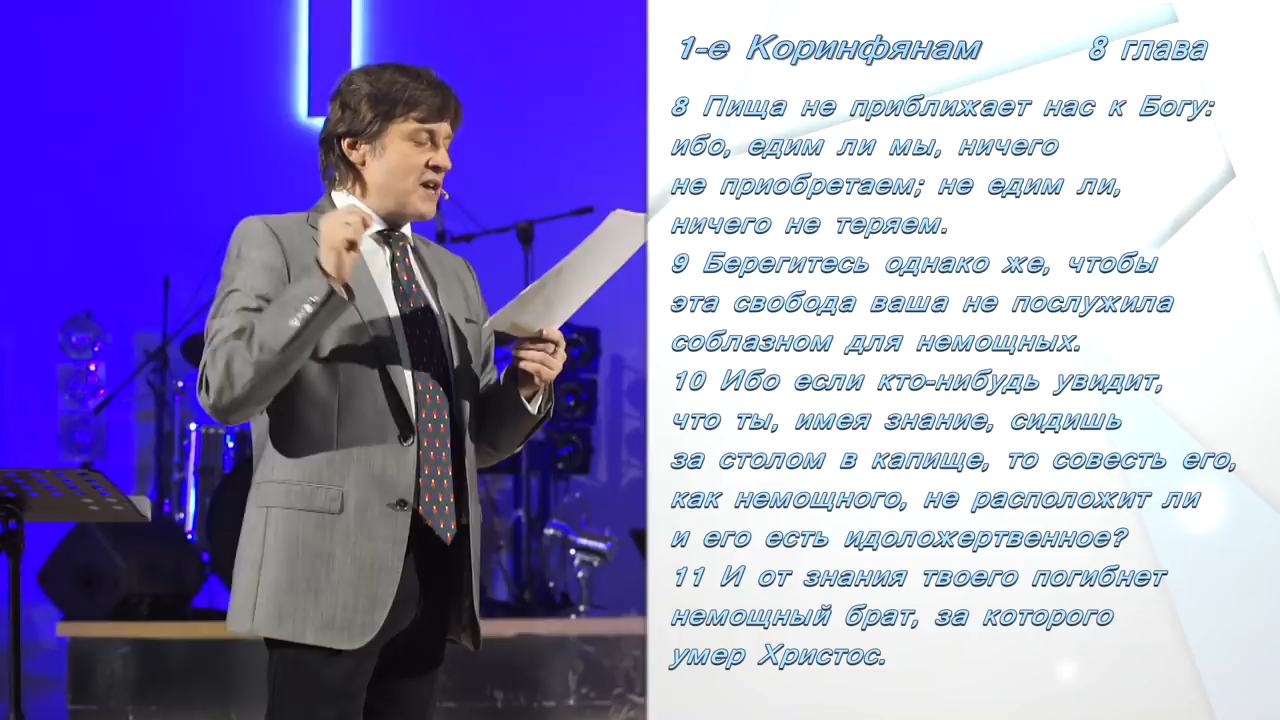 1-е Коринфянам 8 глава
8 Пища не приближает нас к Богу:
ибо, едим ли мы, ничего
не приобретаем; не едим ли,
ничего не теряем.
9 Берегитесь однако же, чтобы
эта свобода ваша не послужила
соблазном для немощных.
10 Ибо если кто-нибудь увидит,
что ты, имея знание, сидишь
за столом в капище, то совесть его,
как немощного, не расположит ли
и его есть идоложертвенное?
11 И от знания твоего погибнет
немощный брат, за которого
умер Христос.